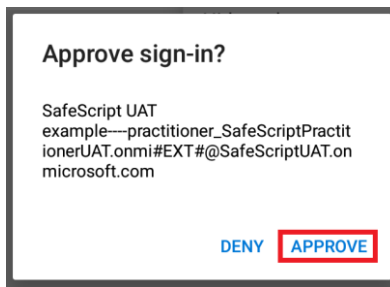 Approve sign-in?
SafeScript UAT
example----practitioner_SafeScriptPractit
ionerUAT.onmi#EXT#@SafeScriptUAT.on
microsoft.com
DENY APPROVE